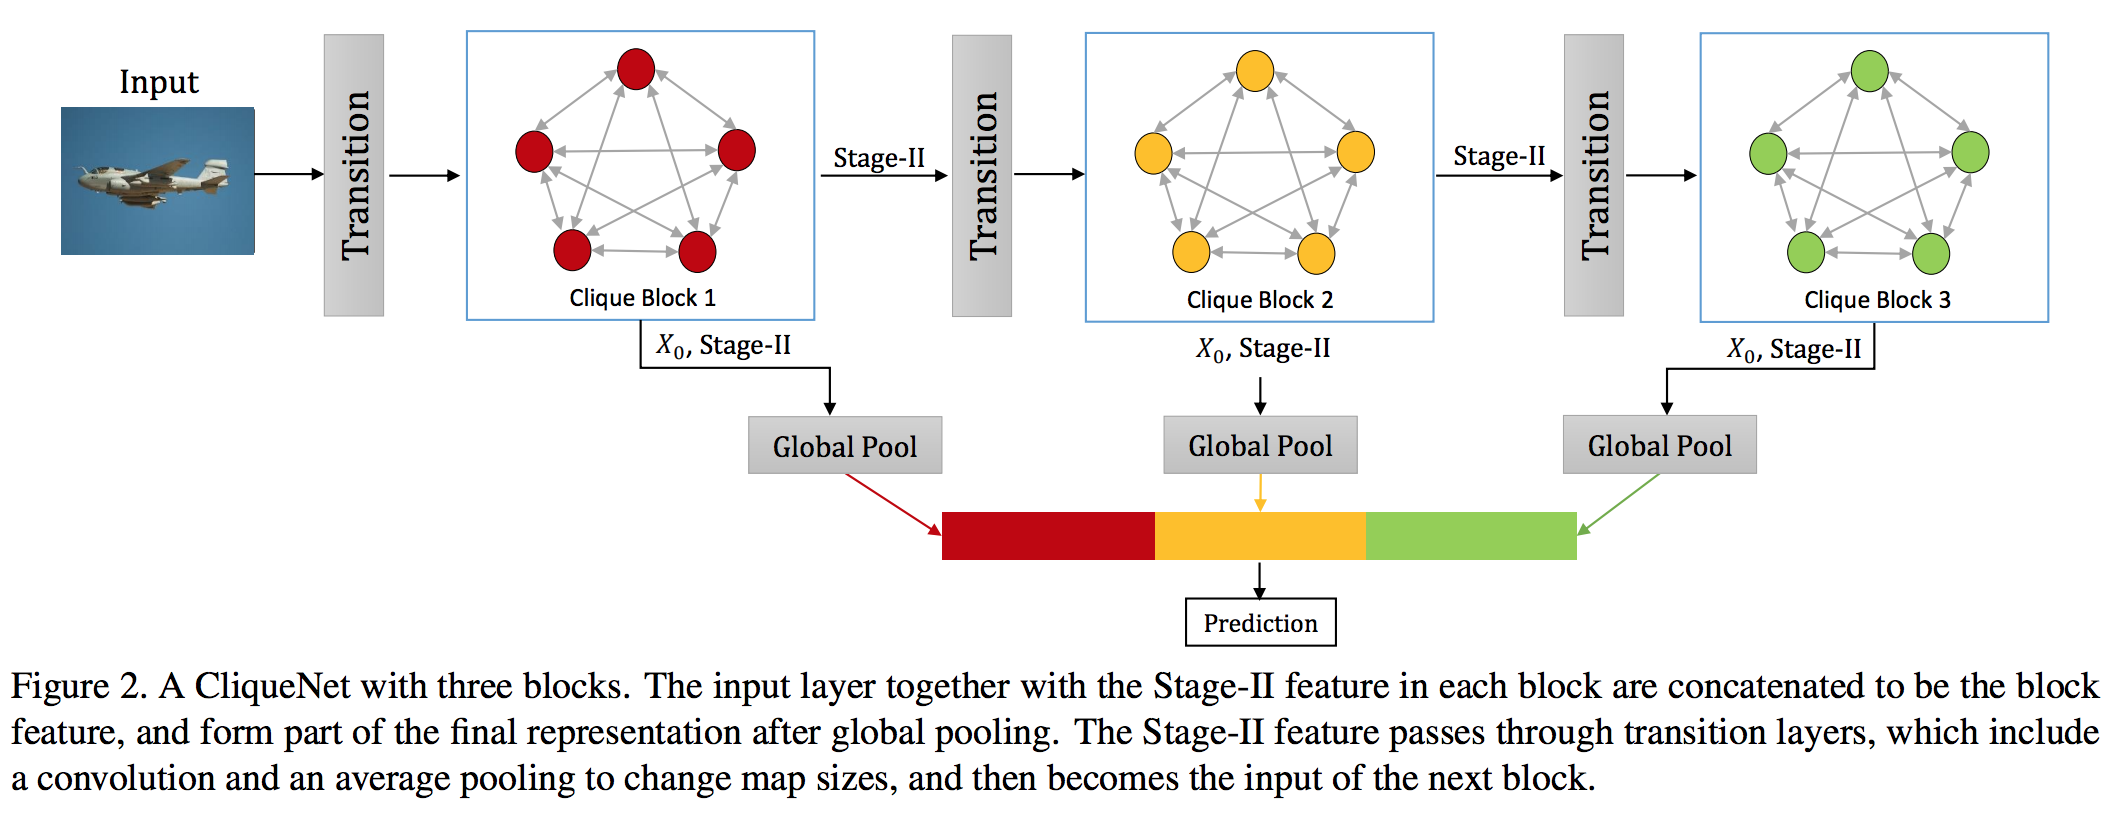 Input
Transition
Clique Block 1
Stage-II
Transition
Clique Block 2
Stage-II
Transition
Clique Block 3
X₀, Stage-II
X₀, Stage-II
X₀, Stage-II
Global Pool
Global Pool
Global Pool
Prediction
Figure 2. A CliqueNet with three blocks. The input layer together with the Stage-II feature in each block are concatenated to be the block
feature, and form part of the final representation after global pooling. The Stage-II feature passes through transition layers, which include
a convolution and an average pooling to change map sizes, and then becomes the input of the next block.